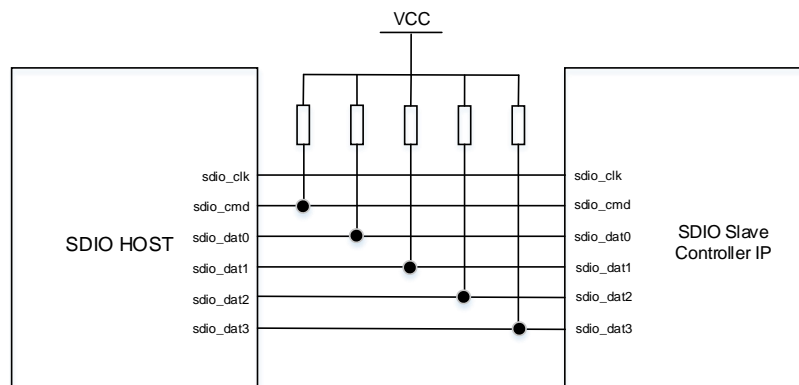 VCC
sdio_clk
sdio_clk
sdio_cmd
sdio_cmd
SDIO HOST
sdio_dat0
sdio_dat0
SDIO Slave
Controller IP
sdio_dat1
sdio_dat1
sdio_dat2
sdio_dat2
sdio_dat3
sdio_dat3